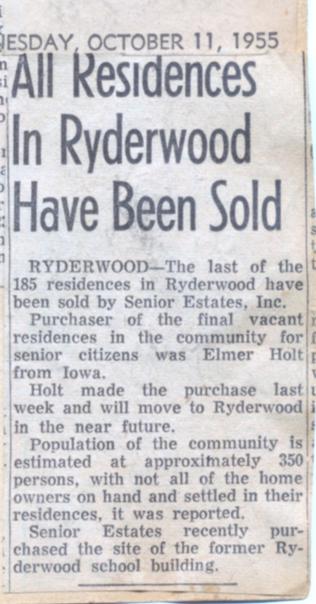 ESDAY, OCTOBER 11, 1955
All Residences
In Ryderwood
Have Been Sold
RYDERWOOD—The last of the
185 residences in Ryderwood have
been sold by Senior Estates, Inc.
Purchaser of the final vacant
residences in the community for
senior citizens was Elmer Holt
from Iowa.
Holt made the purchase last
week and will move to Ryderwood
in the near future.
Population of the community is
estimated at approximately 350
persons, with not all of the home
owners on hand and settled in their
residences, it was reported.
Senior Estates recently pur-
chased the site of the former Ry-
derwood school building.